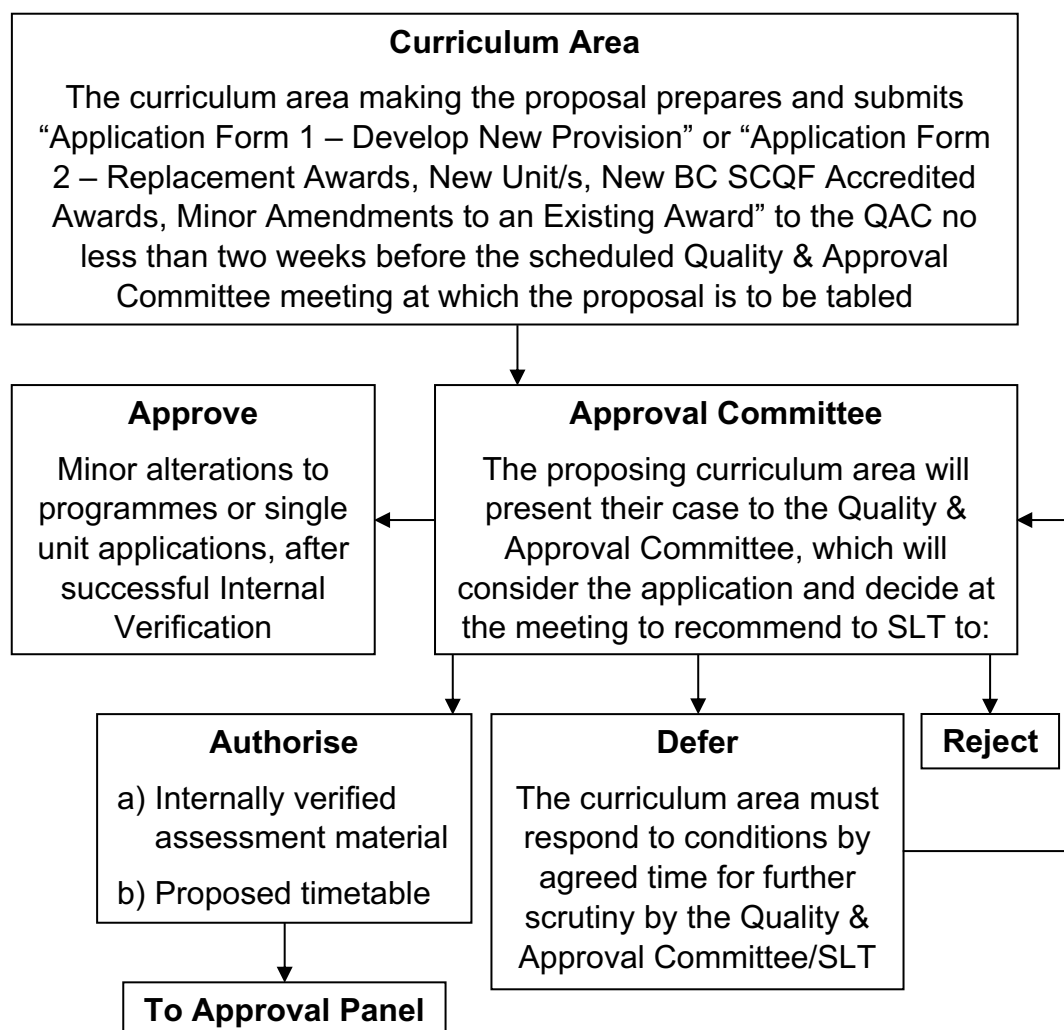 Curriculum Area
The curriculum area making the proposal prepares and submits
“Application Form 1 – Develop New Provision” or “Application Form
2 – Replacement Awards, New Unit/s, New BC SCQF Accredited
Awards, Minor Amendments to an Existing Award” to the QAC no
less than two weeks before the scheduled Quality & Approval
Committee meeting at which the proposal is to be tabled
Approve
Minor alterations to
programmes or single
unit applications, after
successful Internal
Verification
Approval Committee
The proposing curriculum area will
present their case to the Quality &
Approval Committee, which will
consider the application and decide at
the meeting to recommend to SLT to:
Authorise
a) Internally verified
assessment material
b) Proposed timetable
Defer
The curriculum area must
respond to conditions by
agreed time for further
scrutiny by the Quality &
Approval Committee/SLT
Reject
To Approval Panel